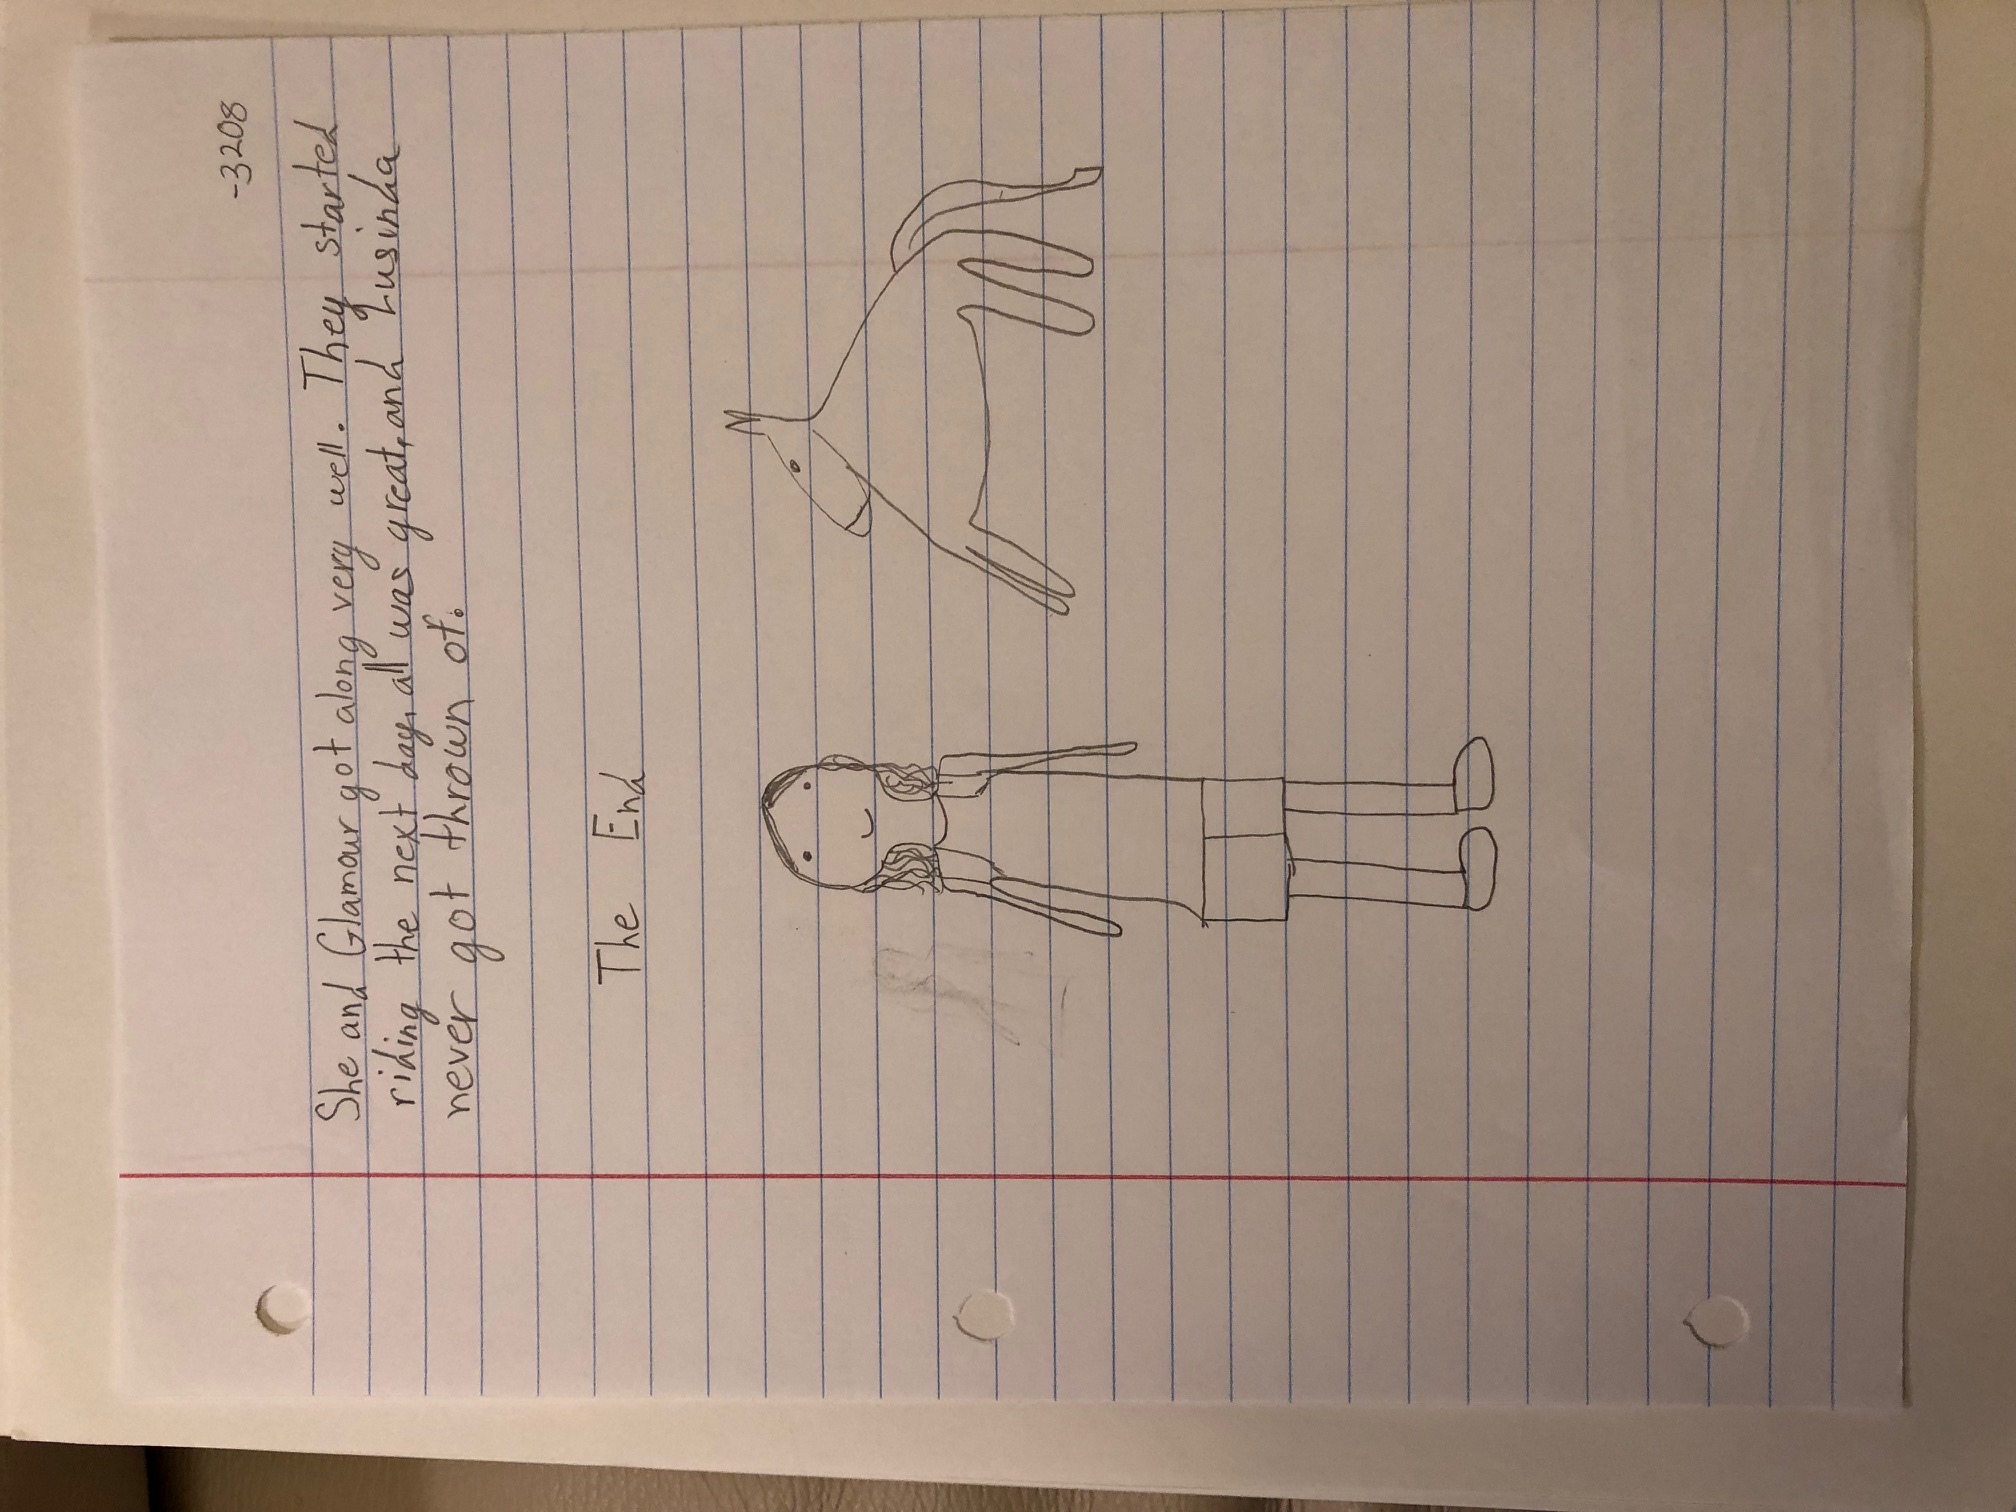 -3208
She and Glamour got along very well. They started
riding the next day, all was great, and Lusinda
never got thrown of.
The End